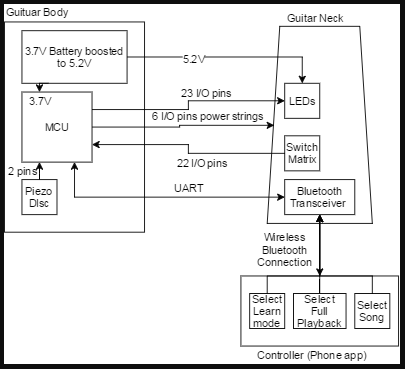 Guituar Body
Guitar Neck
3.7V Battery boosted
to 5.2V
5.2V
3.7V
MCU
23 I/O pins
LEDs
6 I/O pins power strings
Switch
Matrix
22 I/O pins
2 pins
Piezo
DIsc
UART
Bluetooth
Transceiver
Wireless
Bluetooth
Connection
Select
Learn
mode
Select
Full
Playback
Select
Song
Controller (Phone app)